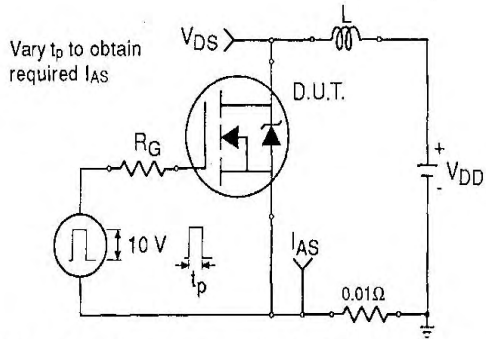 Vary tp to obtain
required IAS
VDS
L
D.U.T.
RG
+
VDD
-
10 V
tp
IAS
0.01Ω